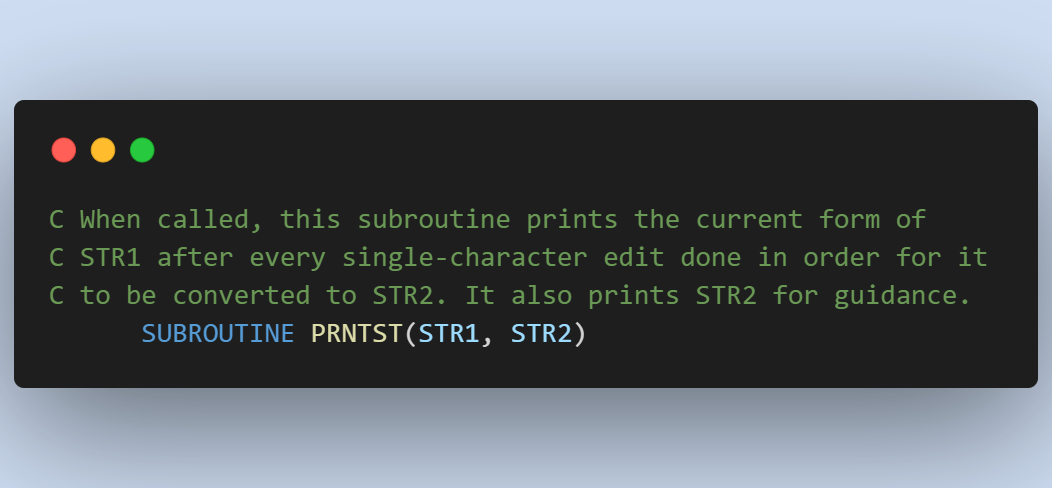 C When called, this subroutine prints the current form of
C STR1 after every single-character edit done in order for it
C to be converted to STR2. It also prints STR2 for guidance.
      SUBROUTINE PRNTST(STR1, STR2)